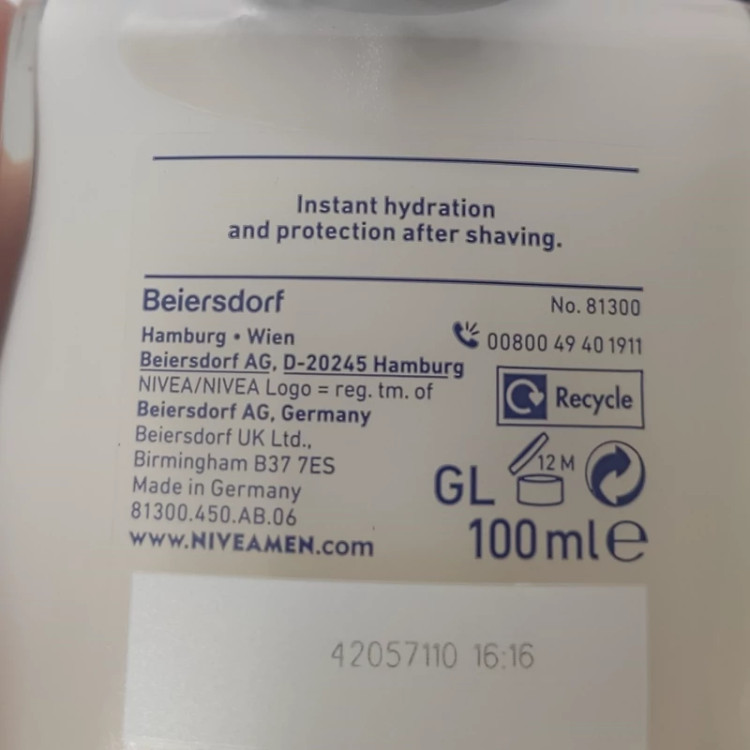 Instant hydration
and protection after shaving.
Beiersdorf
No. 81300
Hamburg • Wien
00800 49 40 1911
Beiersdorf AG, D-20245 Hamburg
NIVEA/NIVEA Logo = reg. tm. of
Beiersdorf AG, Germany
Recycle
Beiersdorf UK Ltd.,
Birmingham B37 7ES
12 M
Made in Germany
GL
81300.450.AB.06
www.NIVEAMEN.com
100 ml e
42057110 16:16